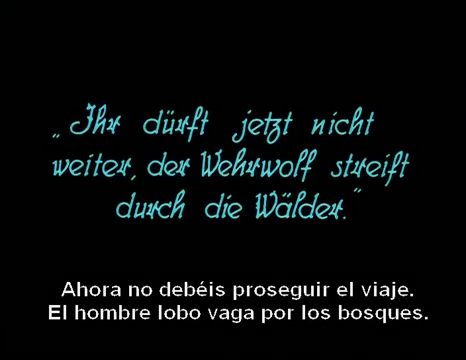 „Ihr dürft jetzt nicht
weiter, der Wehrwolf streift
durch die Wälder.“
Ahora no debéis proseguir el viaje.
El hombre lobo vaga por los bosques.